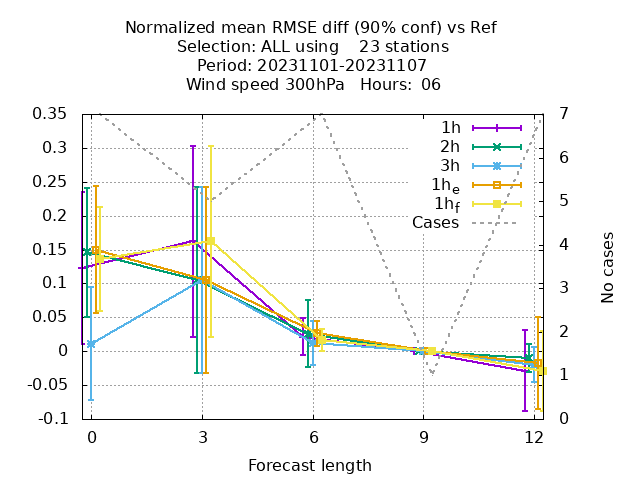 Normalized mean RMSE diff (90% conf) vs Ref
Selection: ALL using    23 stations
Period: 20231101-20231107
Wind speed 300hPa   Hours:  06
0.35
0.3
0.25
0.2
0.15
0.1
0.05
0
-0.05
-0.1
7
6
5
4
3
2
1
0
1h
2h
3h
1he
1hf
Cases
No cases
0 3 6 9 12
Forecast length